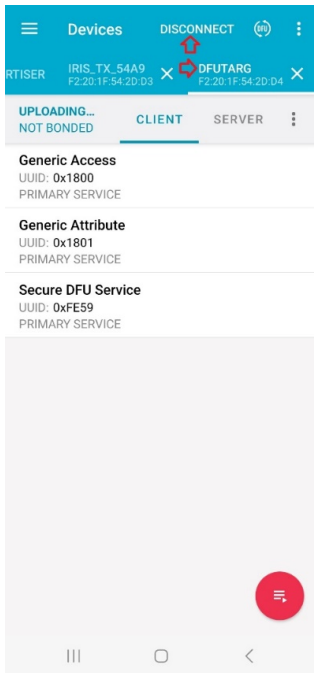 Devices DISCONNECT DFU
RTISER IRIS_TX_54A9 DFUTARG
F2:20:1F:54:2D:D3 F2:20:1F:54:2D:D4
UPLOADING... CLIENT SERVER
NOT BONDED
Generic Access
UUID: 0x1800
PRIMARY SERVICE
Generic Attribute
UUID: 0x1801
PRIMARY SERVICE
Secure DFU Service
UUID: 0xFE59
PRIMARY SERVICE